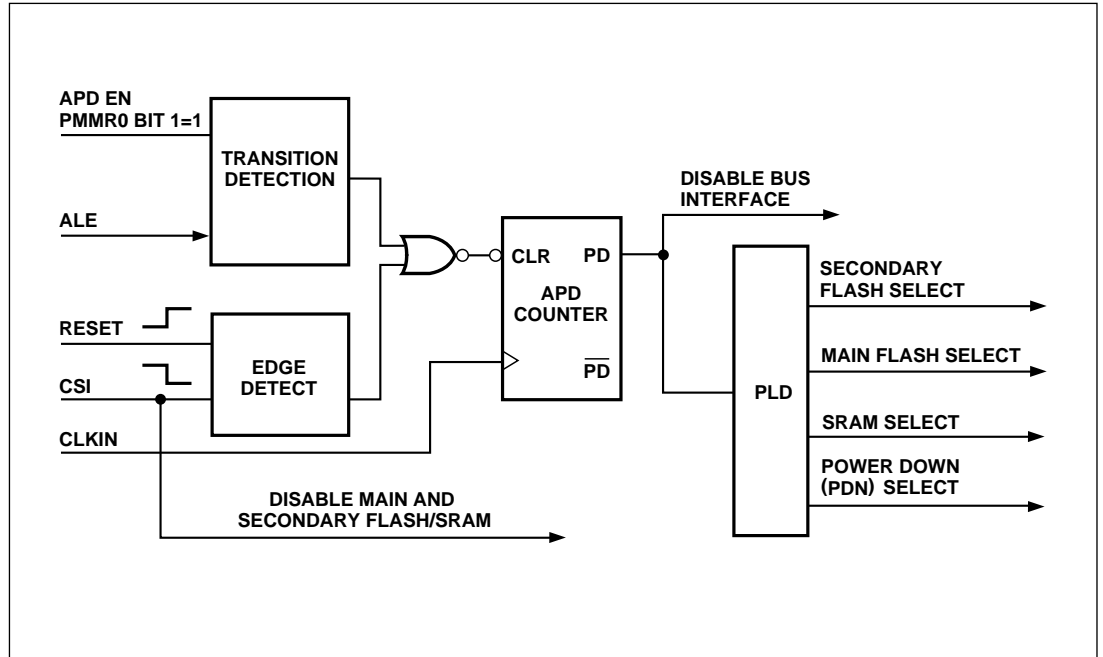 APD EN
PMMR0 BIT 1=1
TRANSITION
DETECTION
ALE
RESET
CSI
CLKIN
EDGE
DETECT
DISABLE MAIN AND
SECONDARY FLASH/SRAM
CLR
PD
APD
COUNTER
PD
DISABLE BUS
INTERFACE
PLD
SECONDARY
FLASH SELECT
MAIN FLASH SELECT
SRAM SELECT
POWER DOWN
(PDN) SELECT